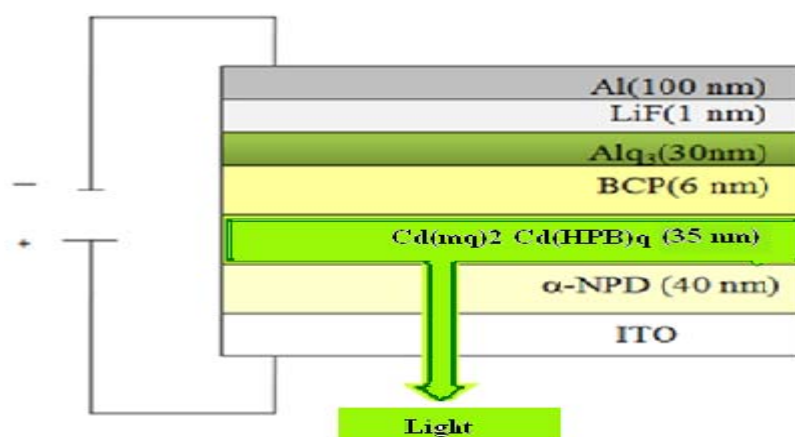 Al(100 nm)
LiF(1 nm)
Alq₃(30nm)
BCP(6 nm)
Cd(mq)2 Cd(HPB)q (35 nm)
α-NPD (40 nm)
ITO
Light
−
+